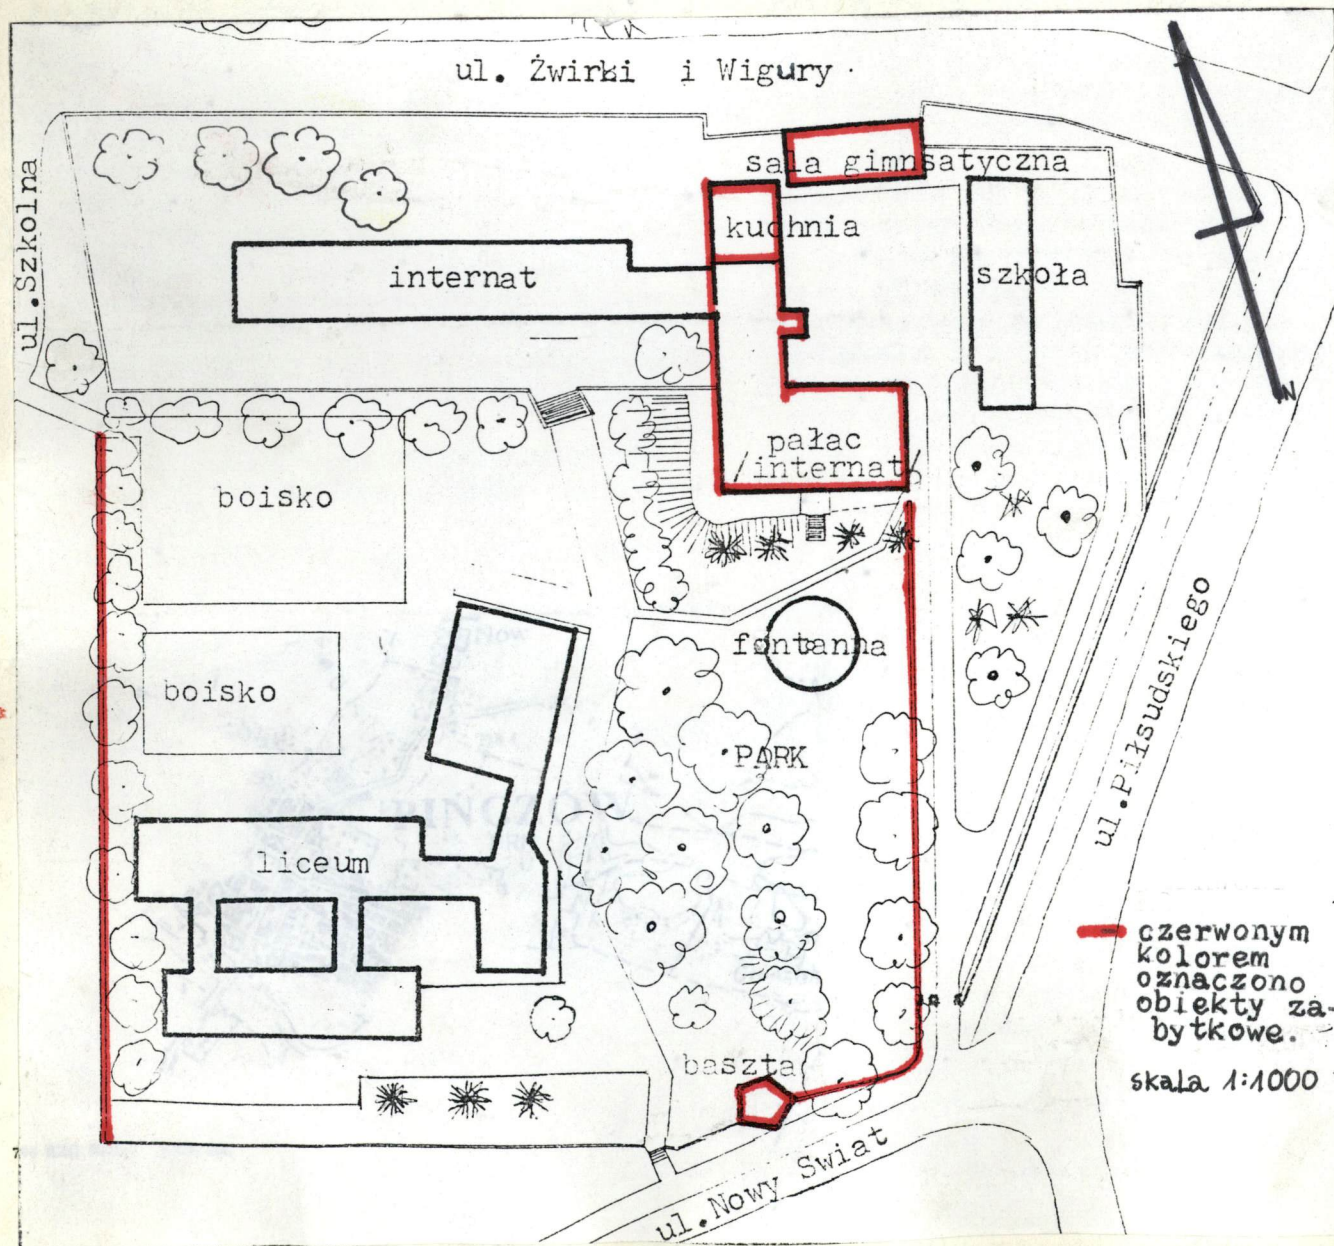 ul. Żwirki i Wigury
ul.Szkolna
sala gimnsatyczna
kuchnia
internat
szkoła
N
pałac
/internat/
boisko
fontanna
boisko
ul.Piłsudskiego
PARK
PIŃCZÓW
liceum
czerwonym
kolorem
oznaczono
obiekty za-
bytkowe.
baszta
skala 1:1000
ul.Nowy Swiat